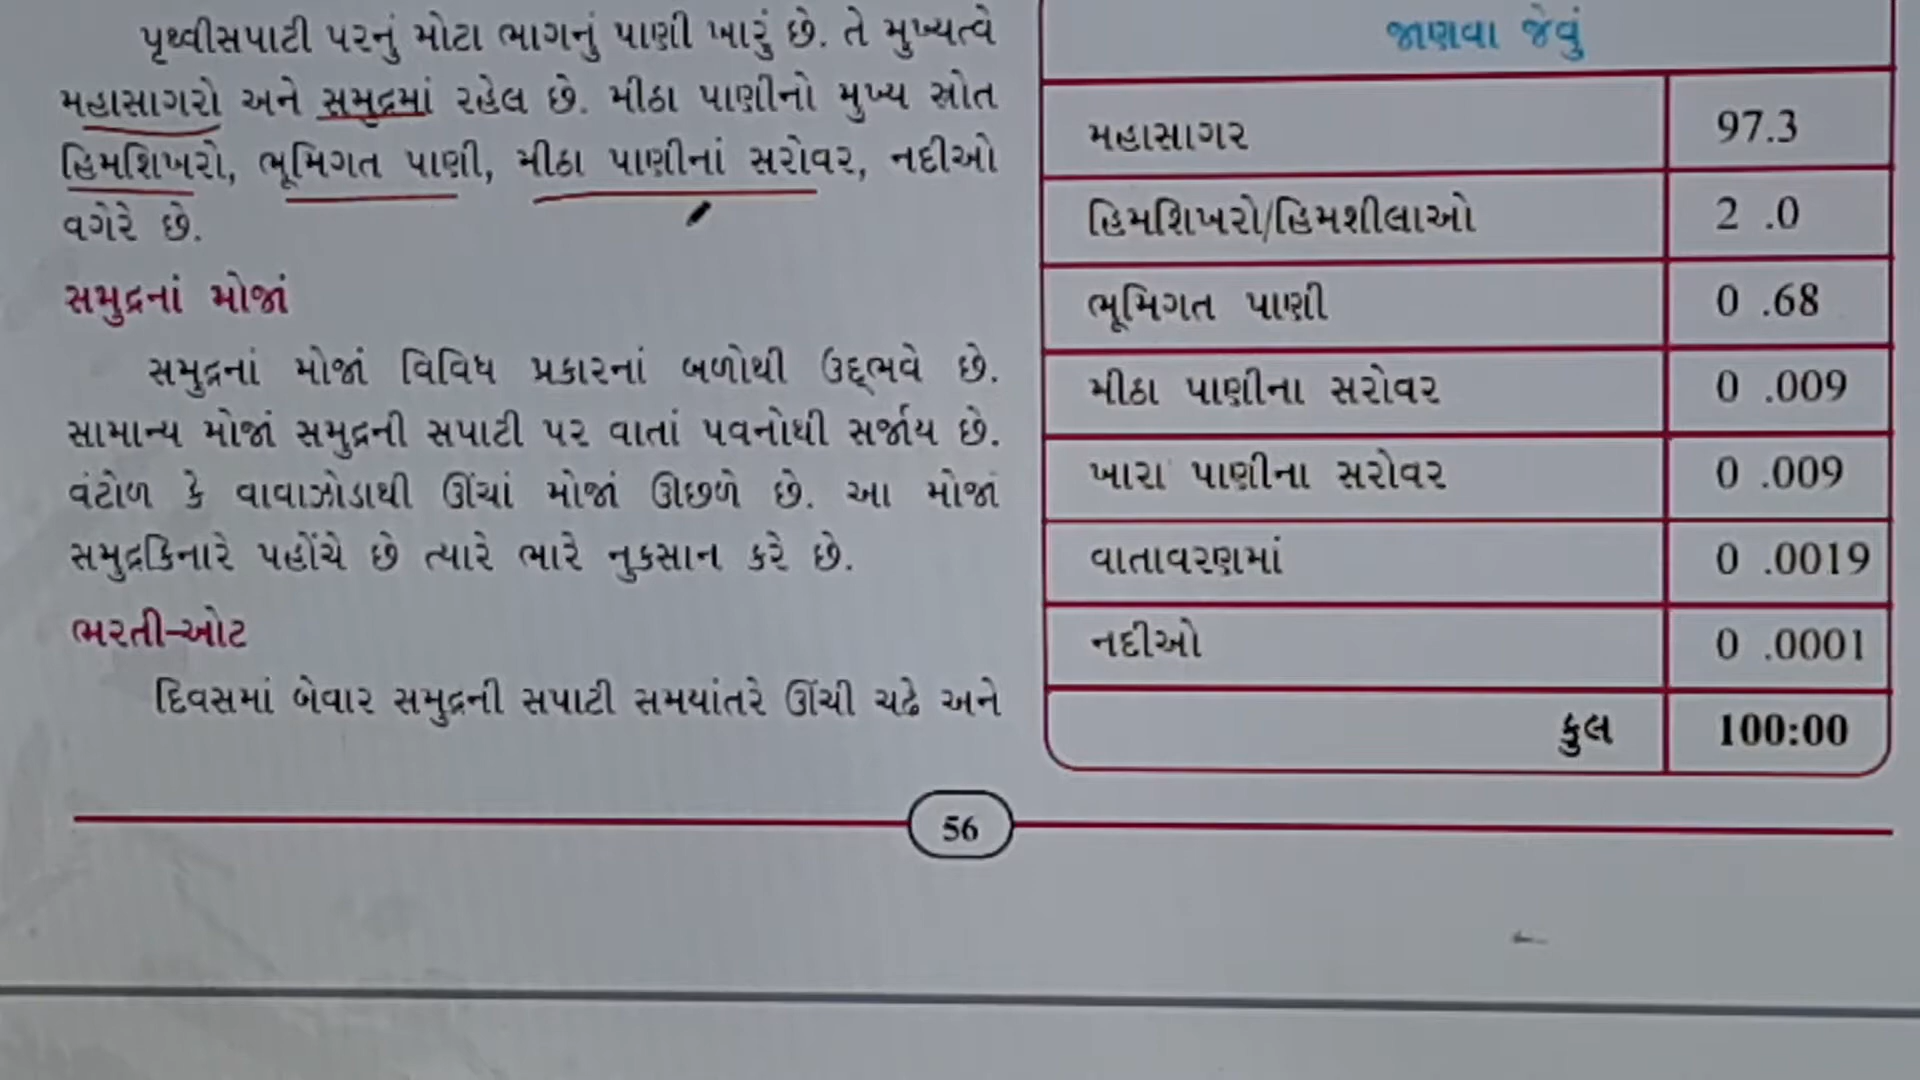 પૃથ્વીસપાટી પરનું મોટા ભાગનું પાણી ખારું છે. તે મુખ્યત્વે
મહાસાગરો અને સમુદ્રમાં રહેલ છે. મીઠા પાણીનો મુખ્ય સ્રોત
હિમશિખરો, ભૂમિગત પાણી, મીઠા પાણીનાં સરોવર, નદીઓ
વગેરે છે.
સમુદ્રનાં મોજાં
સમુદ્રનાં મોજાં વિવિધ પ્રકારનાં બળોથી ઉદ્ભવે છે.
સામાન્ય મોજાં સમુદ્રની સપાટી પર વાતાં પવનોથી સર્જાય છે.
વંટોળ કે વાવાઝોડાથી ઊંચાં મોજાં ઊછળે છે. આ મોજાં
સમુદ્રકિનારે પહોંચે છે ત્યારે ભારે નુકસાન કરે છે.
ભરતી-ઓટ
દિવસમાં બેવાર સમુદ્રની સપાટી સમયાંતરે ઊંચી ચઢે અને
જાણવા જેવું
મહાસાગર 97.3
હિમશિખરો/હિમશીલાઓ 2 .0
ભૂમિગત પાણી 0 .68
મીઠા પાણીના સરોવર 0 .009
ખારા પાણીના સરોવર 0 .009
વાતાવરણમાં 0 .0019
નદીઓ 0 .0001
કુલ 100:00
56